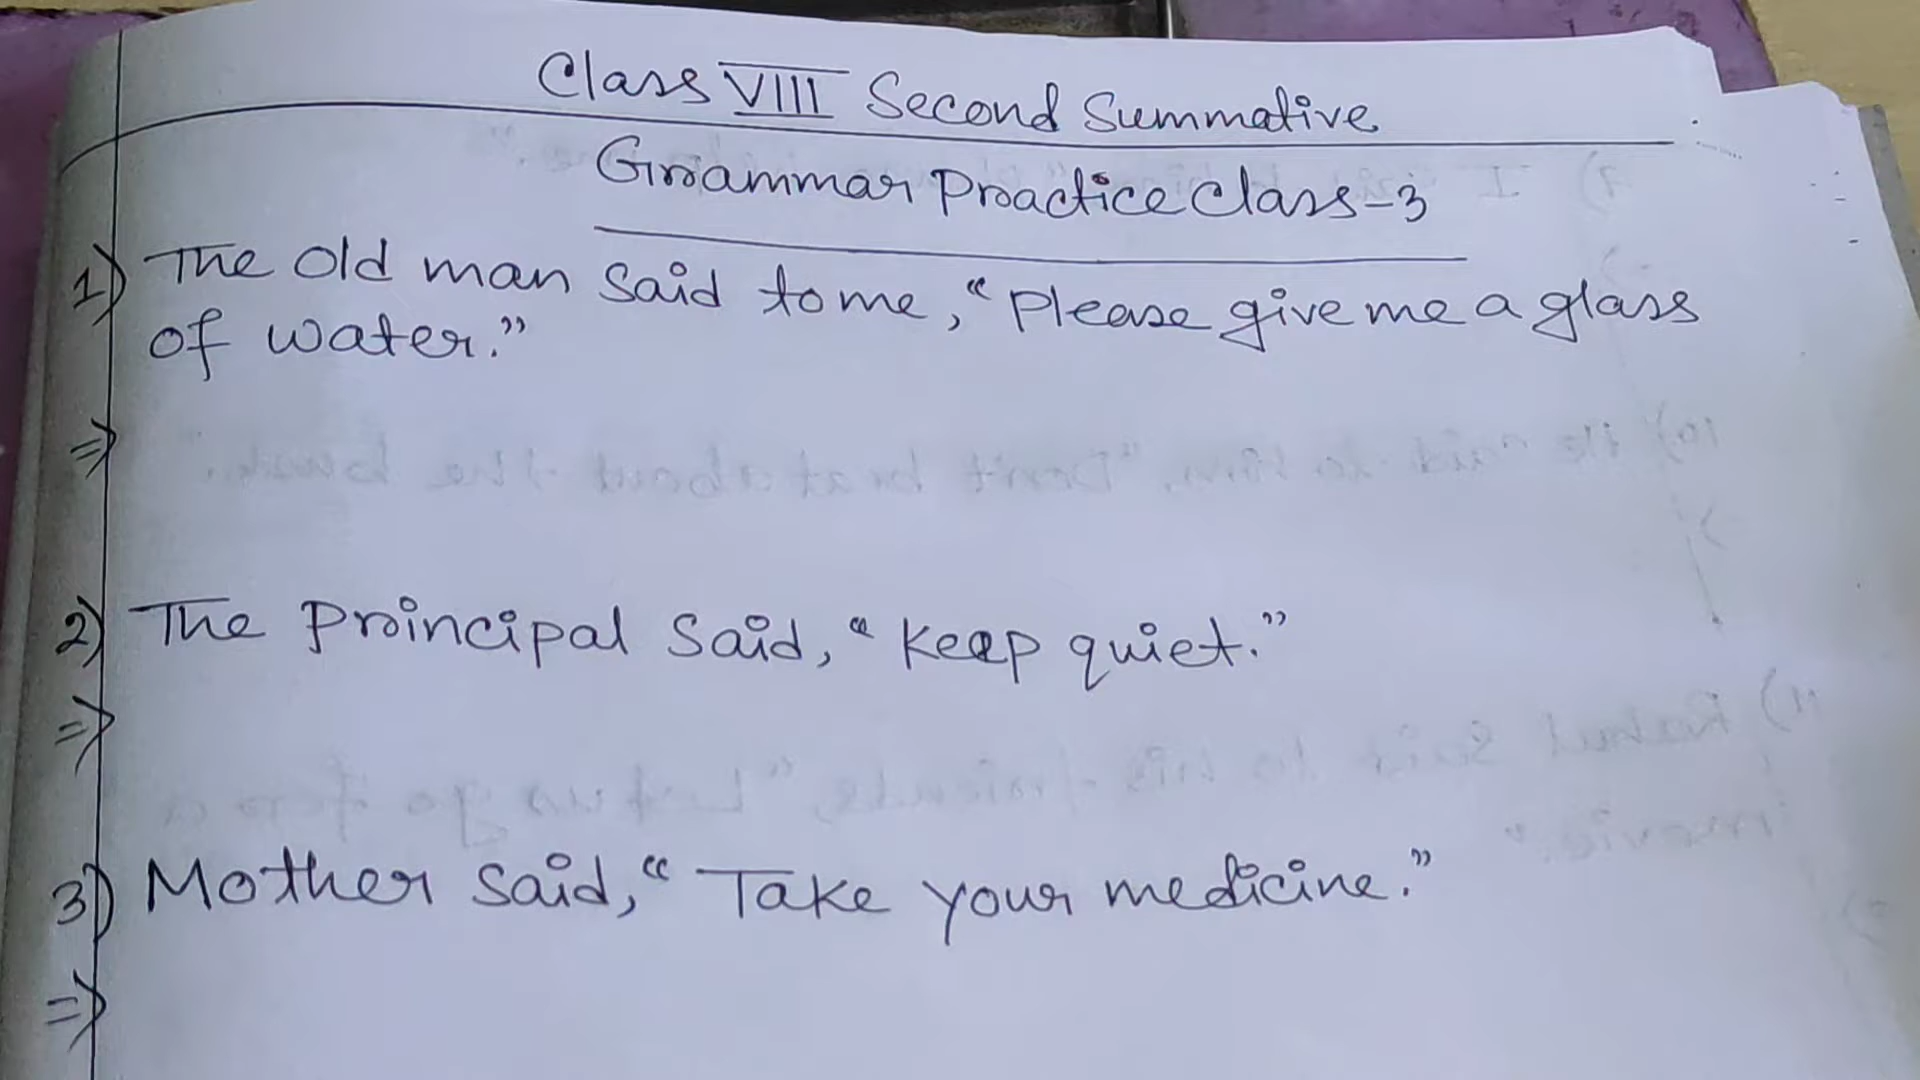 Class VIII Second Summative
Grammar Practice Class-3
1) The old man said to me, "Please give me a glass
of water."
⇒
2) The Principal said, "Keep quiet."
⇒
3) Mother said, "Take your medicine."
⇒